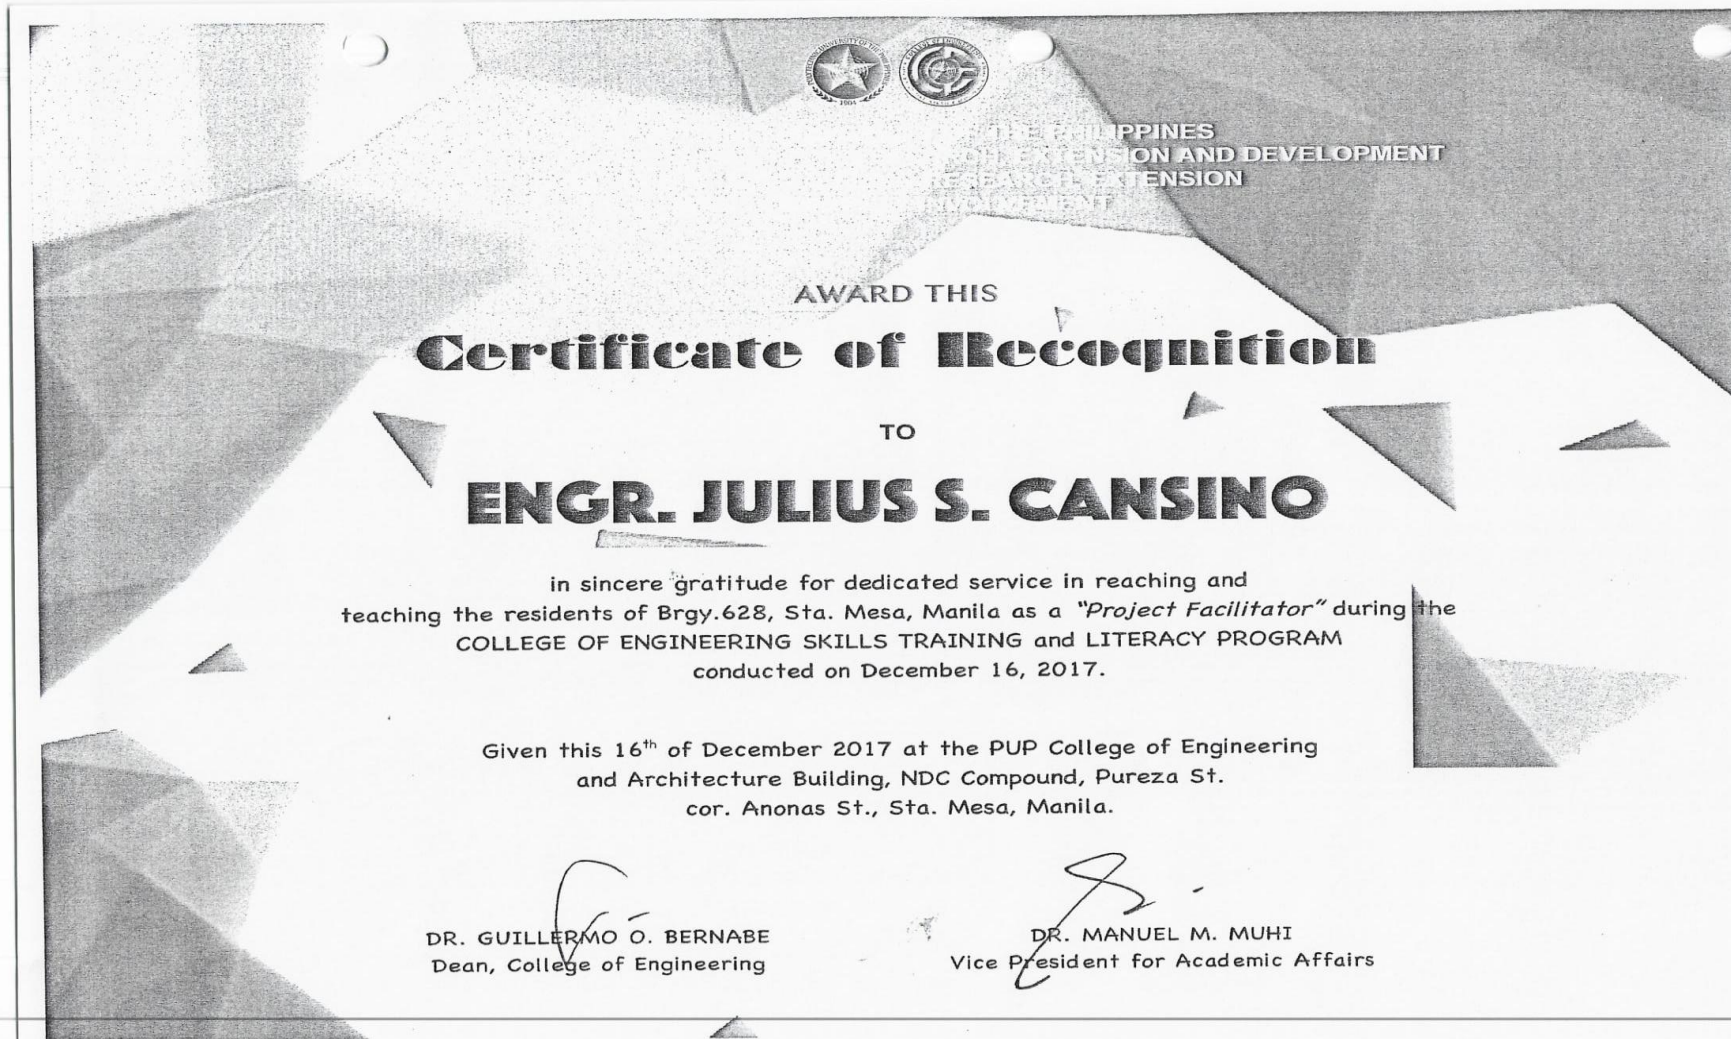 THE PHILIPPINES
EXTENSION AND DEVELOPMENT
RESEARCH EXTENSION
AWARD THIS
Certificate of Recognition
TO
ENGR. JULIUS S. CANSINO
in sincere gratitude for dedicated service in reaching and
teaching the residents of Brgy.628, Sta. Mesa, Manila as a "Project Facilitator" during the
COLLEGE OF ENGINEERING SKILLS TRAINING and LITERACY PROGRAM
conducted on December 16, 2017.
Given this 16th of December 2017 at the PUP College of Engineering
and Architecture Building, NDC Compound, Pureza St.
cor. Anonas St., Sta. Mesa, Manila.
DR. GUILLERMO O. BERNABE
Dean, College of Engineering
DR. MANUEL M. MUHI
Vice President for Academic Affairs